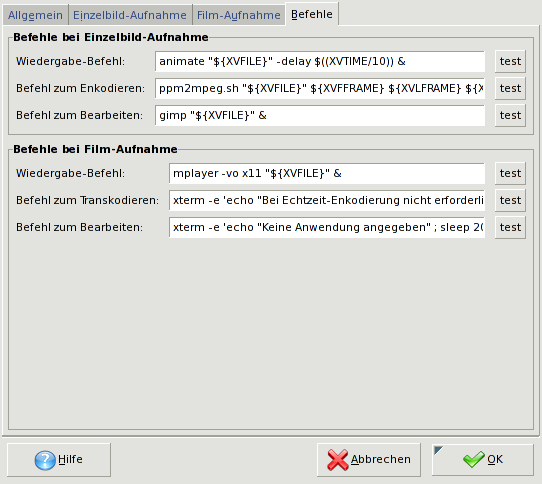 Allgemein Einzelbild-Aufnahme Film-Aufnahme Befehle
Befehle bei Einzelbild-Aufnahme
Wiedergabe-Befehl: animate "${XVFILE}" -delay $((XVTIME/10)) & test
Befehl zum Enkodieren: ppm2mpeg.sh "${XVFILE}" ${XVFFRAME} ${XVLFRAME} ${X test
Befehl zum Bearbeiten: gimp "${XVFILE}" & test
Befehle bei Film-Aufnahme
Wiedergabe-Befehl: mplayer -vo x11 "${XVFILE}" & test
Befehl zum Transkodieren: xterm -e 'echo "Bei Echtzeit-Enkodierung nicht erforderli test
Befehl zum Bearbeiten: xterm -e 'echo "Keine Anwendung angegeben" ; sleep 20 test
Hilfe Abbrechen OK